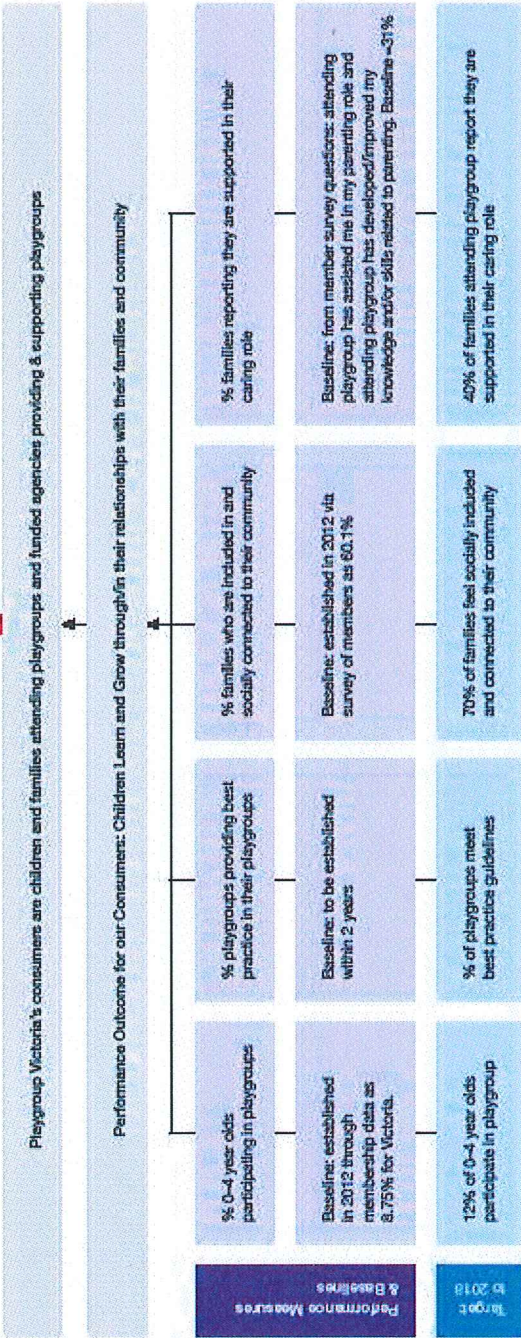 Playgroup Victoria's consumers are children and families attending playgroups and funded agencies providing & supporting playgroups
Performance Outcome for our Consumers: Children Learn and Grow through/in their relationships with their families and community
Performance Measures
& Baselines
% 0–4 year olds
participating in playgroups
% playgroups providing best
practice in their playgroups
% families who are included in and
socially connected to their community
% families reporting they are supported in their
caring role
Baseline: established
in 2012 through
membership data as
8.75% for Victoria.
Baseline: to be established
within 2 years
Baseline: established in 2012 via
survey of members as 60.1%
Baseline: from member survey questions: attending
playgroup has assisted me in my parenting role and
attending playgroup has developed/improved my
knowledge and/or skills related to parenting. Baseline =31%
Target
to 2018
12% of 0–4 year olds
participate in playgroup
% of playgroups meet
best practice guidelines
70% of families feel socially included
and connected to their community
40% of families attending playgroup report they are
supported in their caring role